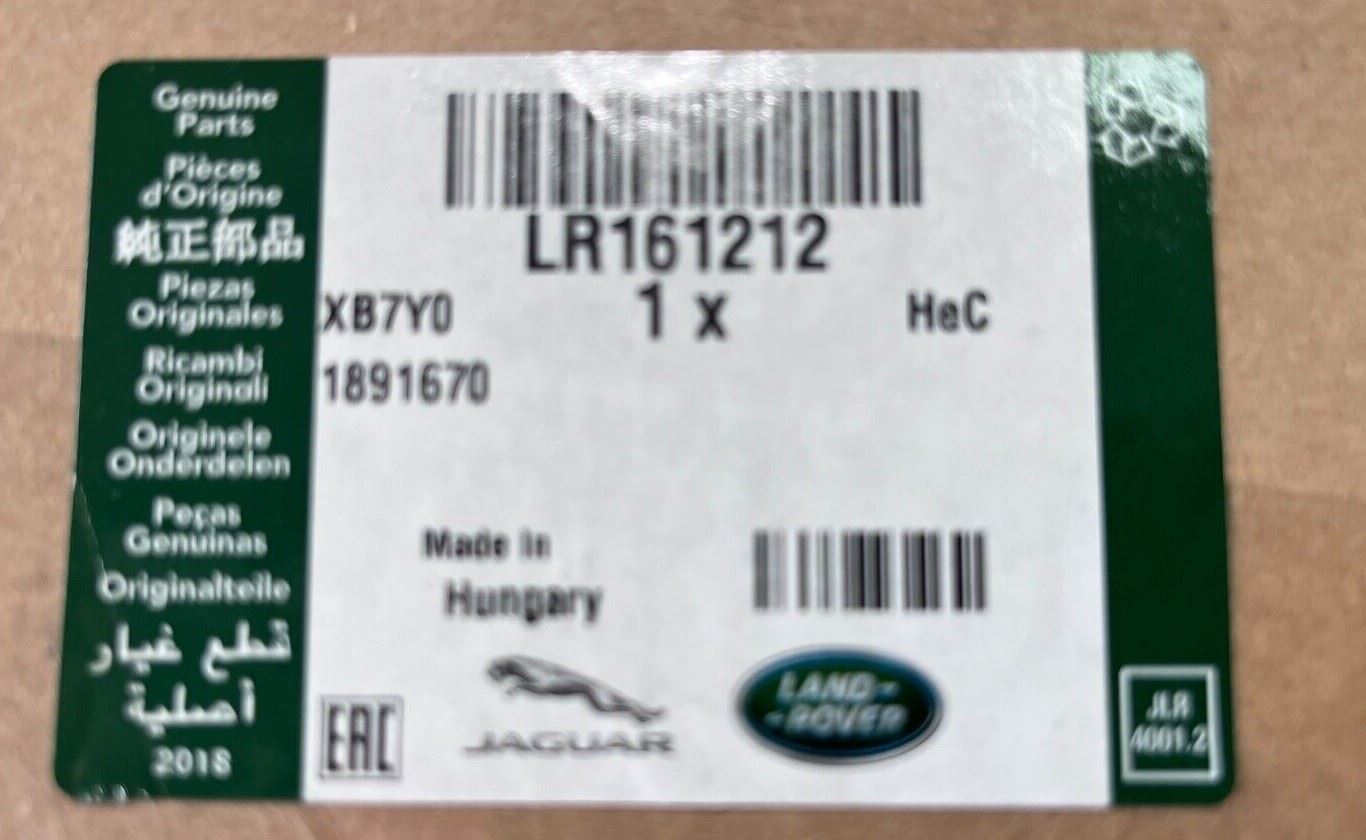 Genuine
Parts
Pièces
d'Origine
純正部品
Piezas
Originales
Ricambi
Originali
Originele
Onderdelen
Peças
Genuinas
Originalteile
قطع غيار
أصلية
2018
LR161212
XB7Y0 1 x HeC
1891670
Made in
Hungary
EAC
JAGUAR
LAND-
-ROVER
JLR
4001.2